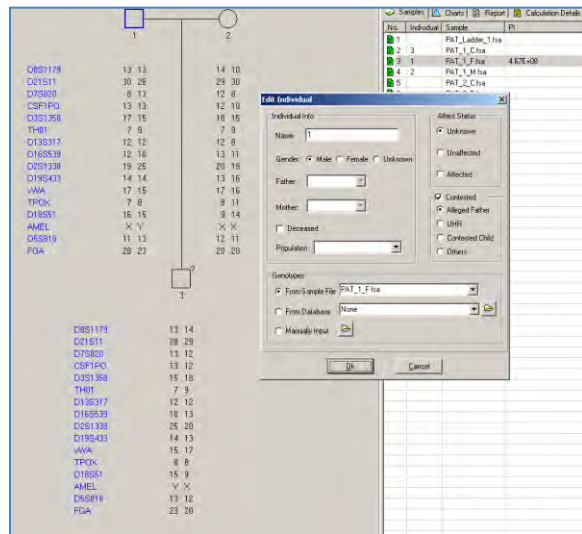 Samples Charts Report Calculation Details
No. Individual Sample PI
1 PAT_Ladder_1.fsa
2 3 PAT_1_C.fsa
3 1 PAT_1_F.fsa 4.67E+08
4 2 PAT_1_M.fsa
5 PAT_2_C.fsa
1 2
D8S1179 13 13 14 10
D21S11 30 28 29 30
D7S820 8 13 12 8
CSF1PO 13 13 12 10
D3S1358 17 15 18 15
TH01 7 9 7 9
D13S317 12 12 12 8
D16S539 12 10 13 11
D2S1338 19 25 20 19
D19S433 14 14 13 16
vWA 17 15 17 16
TPOX 7 8 8 11
D18S51 16 15 9 14
AMEL X Y X X
D5S818 11 13 12 11
FGA 28 23 20 20
?
3
D8S1179 13 14
D21S11 28 29
D7S820 13 12
CSF1PO 13 12
D3S1358 15 18
TH01 7 9
D13S317 12 12
D16S539 10 13
D2S1338 25 20
D19S433 14 13
vWA 15 17
TPOX 8 8
D18S51 15 9
AMEL Y X
D5S818 13 12
FGA 23 20
Edit Individual
Individual Info
Name: 1
Gender: Male Female Unknown
Father:
Mother:
Deceased
Population:
Affect Status
Unknown
Unaffected
Affected
Contested
Alleged Father
UHR
Contested Child
Others
Genotypes
From Sample File PAT_1_F.fsa
From Database None
Manually Input
Ok Cancel